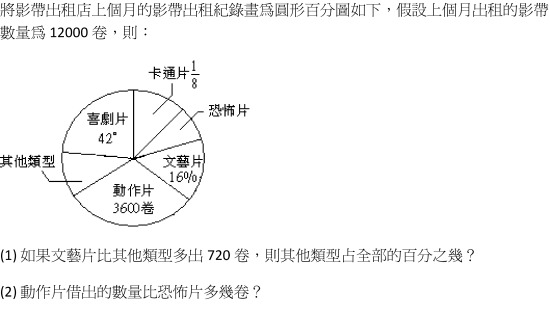 將影帶出租店上個月的影帶出租紀錄畫爲圓形百分圖如下，假設上個月出租的影帶
數量爲 12000 卷，則：
卡通片1/8
恐怖片
喜劇片
42°
其他類型
文藝片
16%
動作片
3600卷
(1) 如果文藝片比其他類型多出 720 卷，則其他類型占全部的百分之幾？
(2) 動作片借出的數量比恐怖片多幾卷？